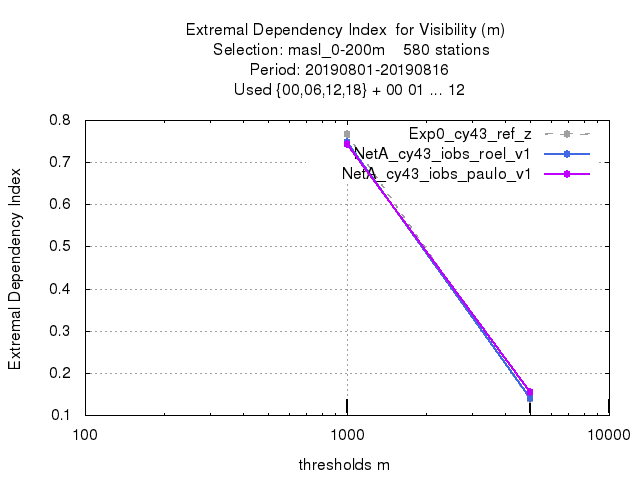 Extremal Dependency Index  for Visibility (m)
Selection: masl_0-200m    580 stations
Period: 20190801-20190816
Used {00,06,12,18} + 00 01 ... 12
Extremal Dependency Index
0.8
0.7
0.6
0.5
0.4
0.3
0.2
0.1
Exp0_cy43_ref_z
NetA_cy43_iobs_roel_v1
NetA_cy43_iobs_paulo_v1
100 1000 10000
thresholds m